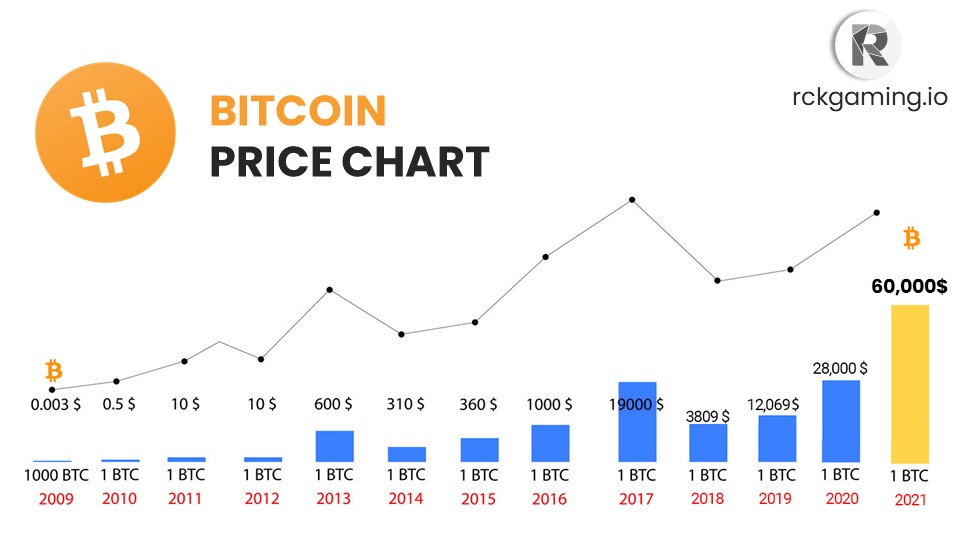 R
rckgaming.io
BITCOIN
PRICE CHART
60,000$
28,000 $
0.003 $ 0.5 $ 10 $ 10 $ 600 $ 310 $ 360 $ 1000 $ 19000 $ 3809 $ 12,069$
1000 BTC 1 BTC 1 BTC 1 BTC 1 BTC 1 BTC 1 BTC 1 BTC 1 BTC 1 BTC 1 BTC 1 BTC 1 BTC
2009 2010 2011 2012 2013 2014 2015 2016 2017 2018 2019 2020 2021